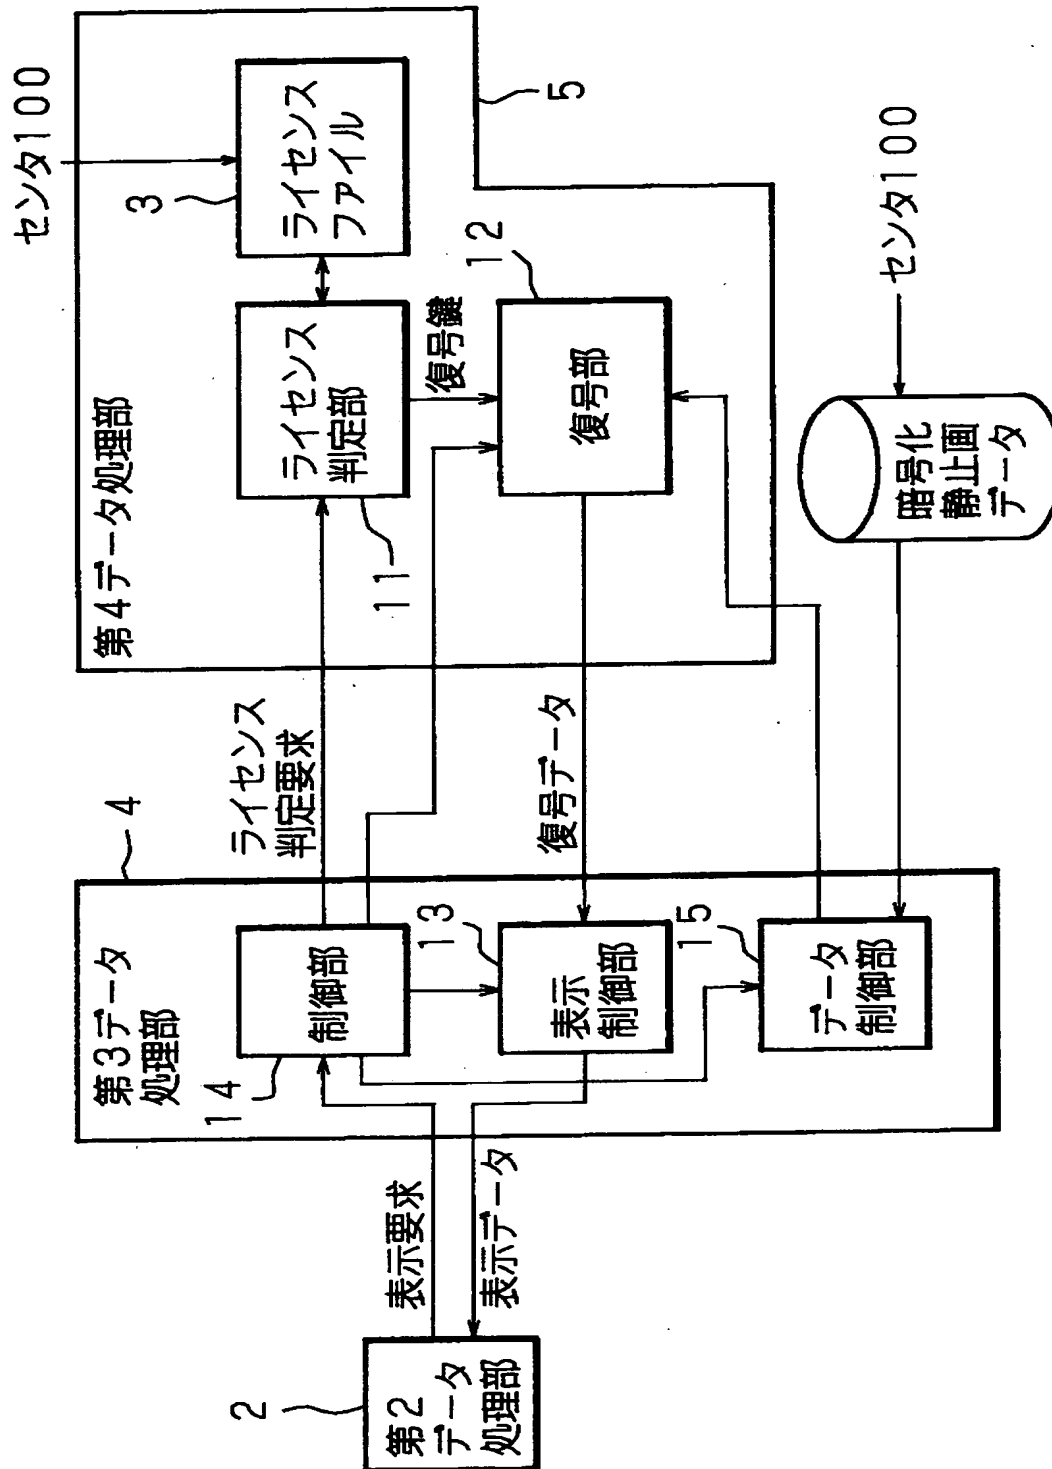 センタ100
3
ライセンス
ファイル
5
第4データ処理部
ライセンス
判定部
11
復号鍵
12
復号部
センタ100
暗号化
静止画
データ
ライセンス
判定要求
復号データ
4
第3データ
処理部
14
制御部
13
表示
制御部
15
データ
制御部
表示要求
表示データ
2
第2
データ
処理部